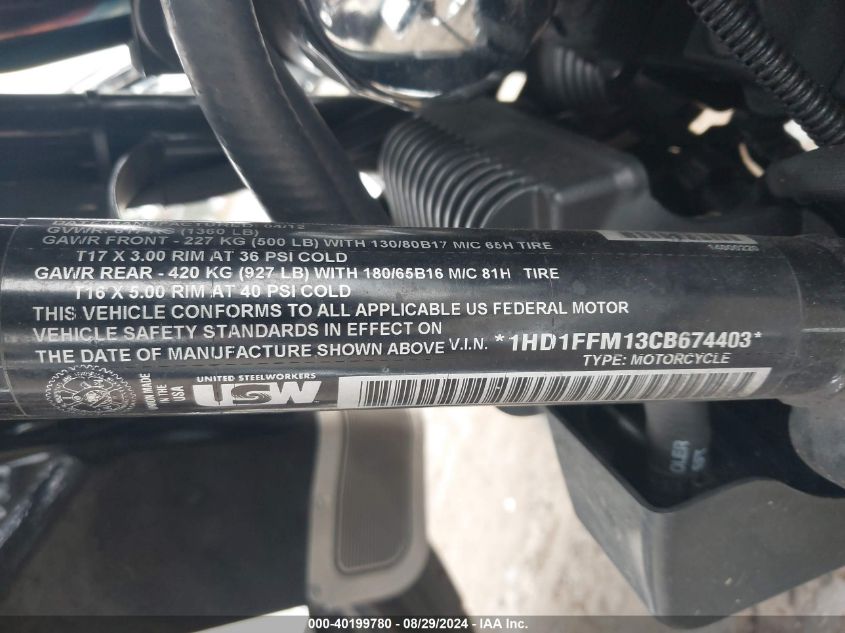 04/12
(1360 LB)
14000220
GAWR FRONT - 227 KG (500 LB) WITH 130/80B17 M/C 65H TIRE
T17 X 3.00 RIM AT 36 PSI COLD
GAWR REAR - 420 KG (927 LB) WITH 180/65B16 M/C 81H TIRE
T16 X 5.00 RIM AT 40 PSI COLD
THIS VEHICLE CONFORMS TO ALL APPLICABLE US FEDERAL MOTOR
VEHICLE SAFETY STANDARDS IN EFFECT ON
THE DATE OF MANUFACTURE SHOWN ABOVE V.I.N. *1HD1FFM13CB674403*
TYPE: MOTORCYCLE
UNION MADE
IN THE
USA
UNITED STEELWORKERS
USW
OLER
000-40199780 - 08/29/2024 - IAA Inc.